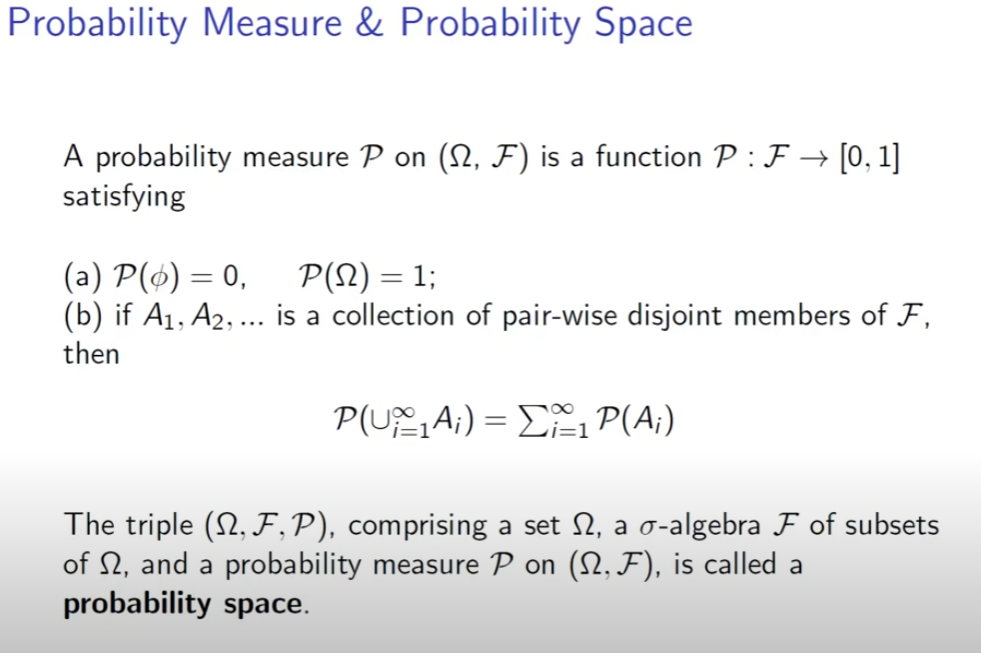 Probability Measure & Probability Space
A probability measure 𝒫 on (Ω, ℱ) is a function 𝒫 : ℱ → [0, 1]
satisfying
(a) 𝒫(ϕ) = 0, 𝒫(Ω) = 1;
(b) if A₁, A₂, ... is a collection of pair-wise disjoint members of ℱ,
then
𝒫(∪_{i=1}^{∞} A_i) = ∑_{i=1}^{∞} 𝒫(A_i)
The triple (Ω, ℱ, 𝒫), comprising a set Ω, a σ-algebra ℱ of subsets
of Ω, and a probability measure 𝒫 on (Ω, ℱ), is called a
probability space.